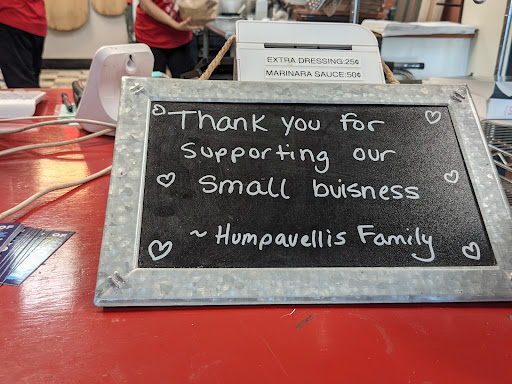 EXTRA DRESSING:25¢
MARINARA SAUCE:50¢
Thank you for
supporting our
small buisness
~ Humpavellis Family